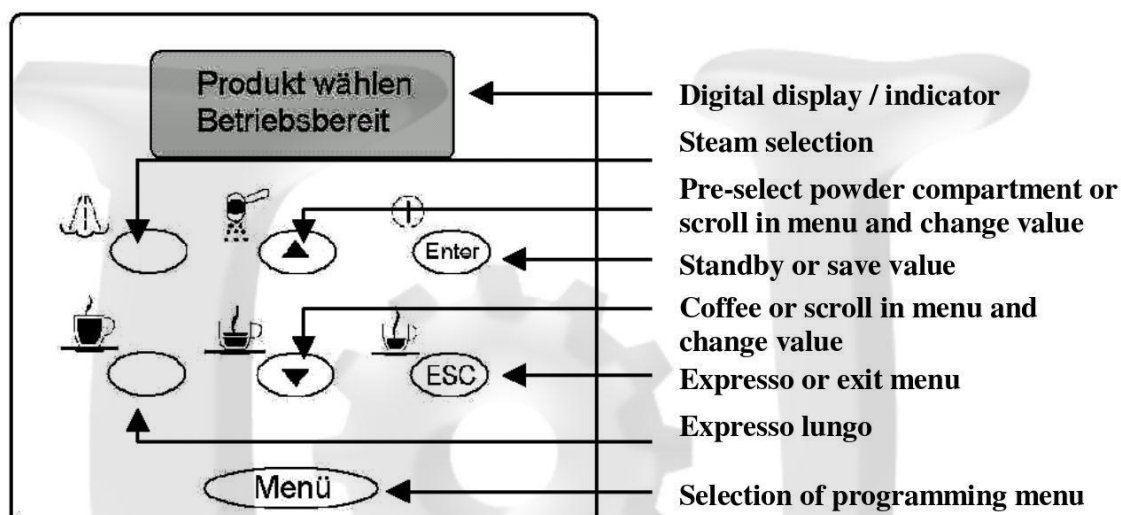 Produkt wählen
Betriebsbereit
Digital display / indicator
Steam selection
Pre-select powder compartment or
scroll in menu and change value
Enter
Standby or save value
Coffee or scroll in menu and
change value
ESC
Expresso or exit menu
Expresso lungo
Menü
Selection of programming menu